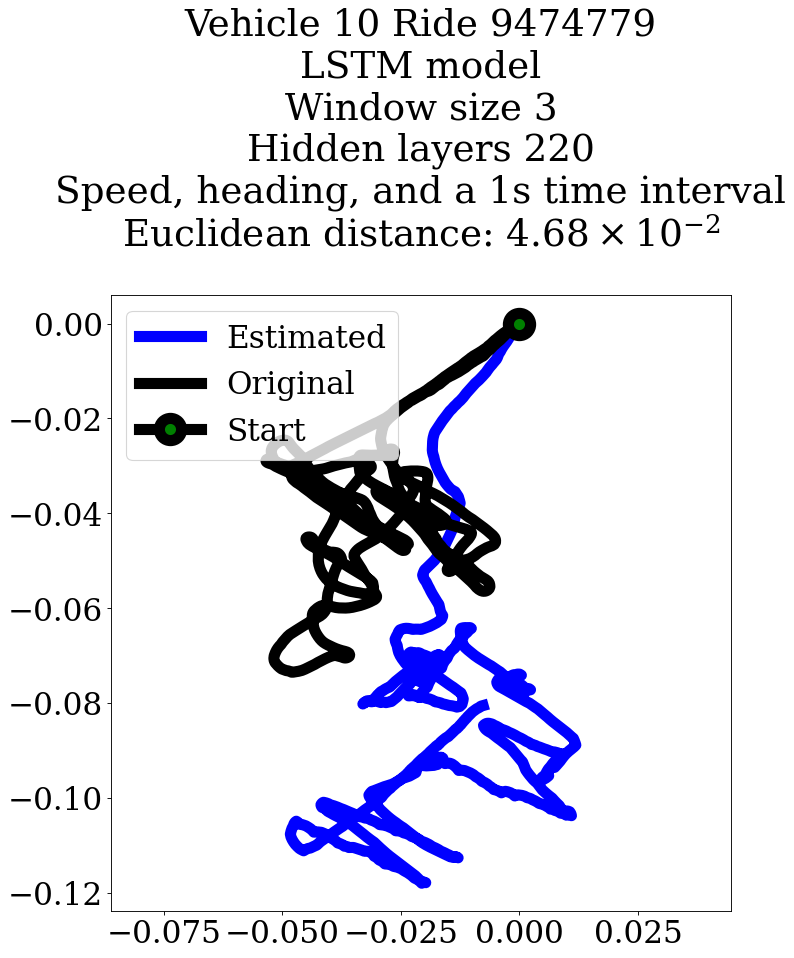 Vehicle 10 Ride 9474779
LSTM model
Window size 3
Hidden layers 220
Speed, heading, and a 1s time interval
Euclidean distance: 4.68 × 10⁻²
Estimated
Original
Start
0.00
−0.02
−0.04
−0.06
−0.08
−0.10
−0.12
−0.075 −0.050 −0.025 0.000 0.025